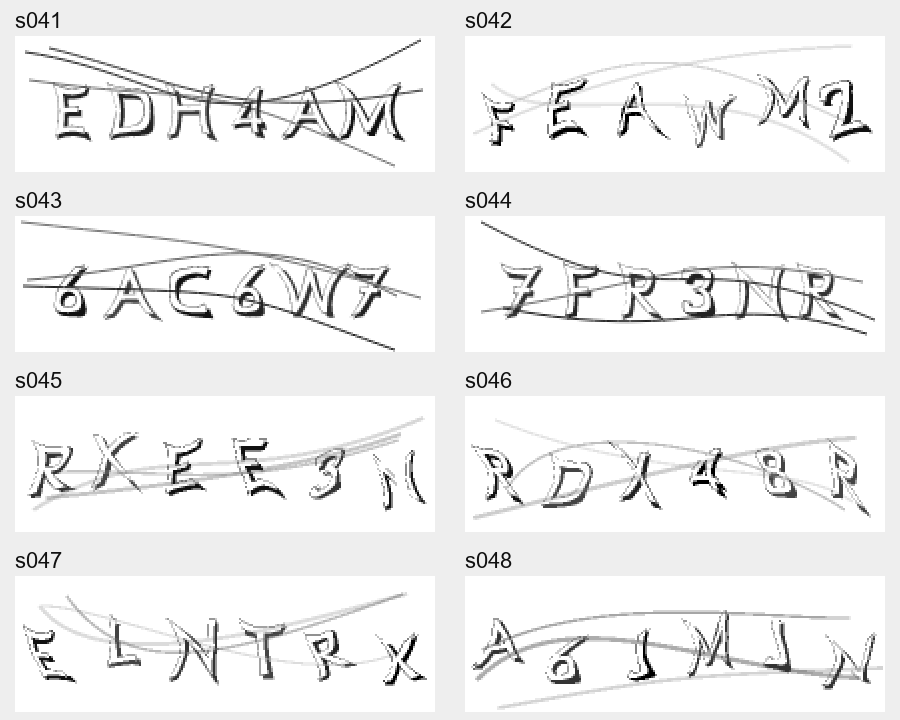 s041 s042
EDH4AM FEAWM2
s043 s044
6AC6W7 7FR3NR
s045 s046
RXEE3N RDX48R
s047 s048
ELNTRX A6JMJN